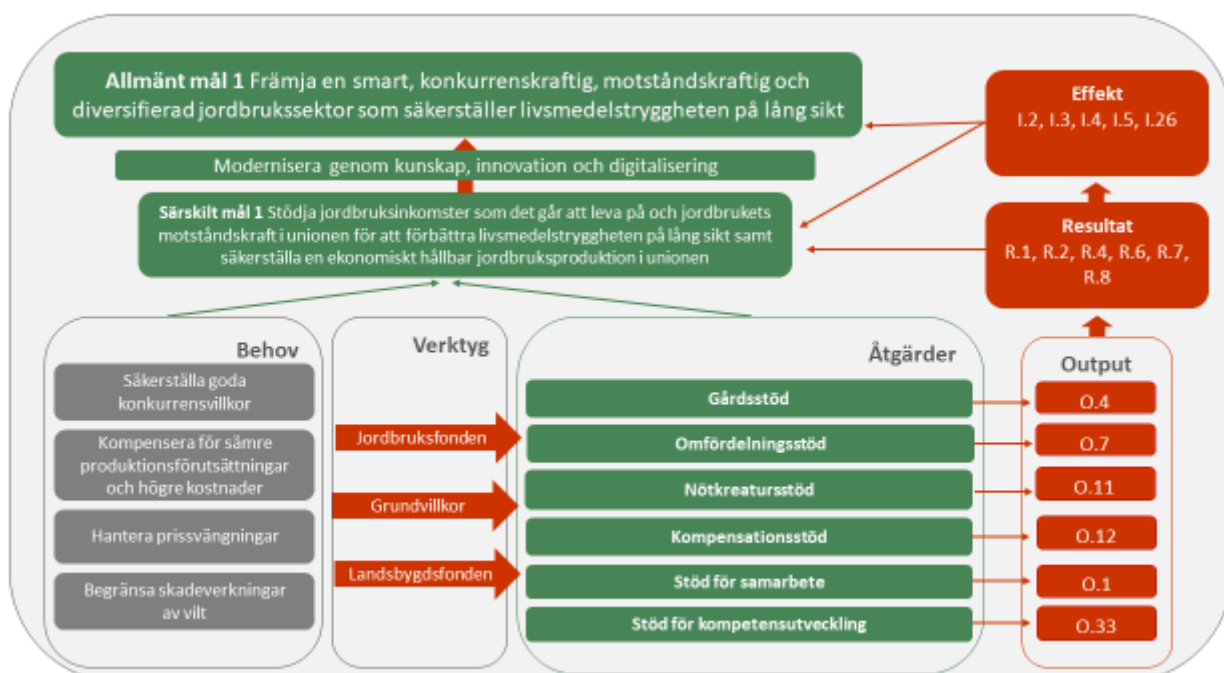 Allmänt mål 1 Främja en smart, konkurrenskraftig, motståndskraftig och
diversifierad jordbrukssektor som säkerställer livsmedelstryggheten på lång sikt
Modernisera genom kunskap, innovation och digitalisering
Särskilt mål 1 Stödja jordbruksinkomster som det går att leva på och jordbrukets
motståndskraft i unionen för att förbättra livsmedelstryggheten på lång sikt samt
säkerställa en ekonomiskt hållbar jordbruksproduktion i unionen
Effekt
I.2, I.3, I.4, I.5, I.26
Resultat
R.1, R.2, R.4, R.6, R.7,
R.8
Behov
Säkerställa goda
konkurrensvillkor
Kompensera för sämre
produktionsförutsättningar
och högre kostnader
Hantera prissvängningar
Begränsa skadeverkningar
av vilt
Verktyg
Jordbruksfonden
Grundvillkor
Landsbygdsfonden
Åtgärder
Gårdsstöd
Omfördelningsstöd
Nötkreatursstöd
Kompensationsstöd
Stöd för samarbete
Stöd för kompetensutveckling
Output
O.4
O.7
O.11
O.12
O.1
O.33